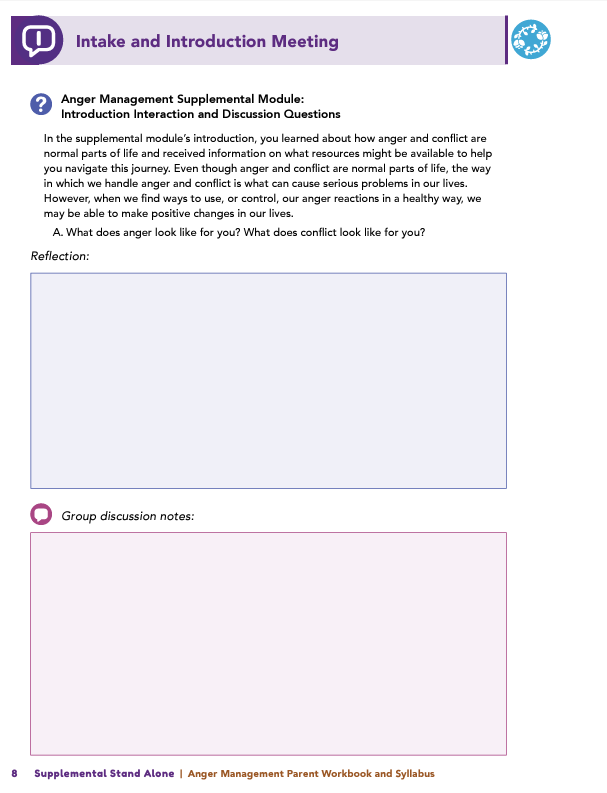 Intake and Introduction Meeting
? Anger Management Supplemental Module:
Introduction Interaction and Discussion Questions
In the supplemental module's introduction, you learned about how anger and conflict are
normal parts of life and received information on what resources might be available to help
you navigate this journey. Even though anger and conflict are normal parts of life, the way
in which we handle anger and conflict is what can cause serious problems in our lives.
However, when we find ways to use, or control, our anger reactions in a healthy way, we
may be able to make positive changes in our lives.
A. What does anger look like for you? What does conflict look like for you?
Reflection:
Group discussion notes:
8 Supplemental Stand Alone | Anger Management Parent Workbook and Syllabus